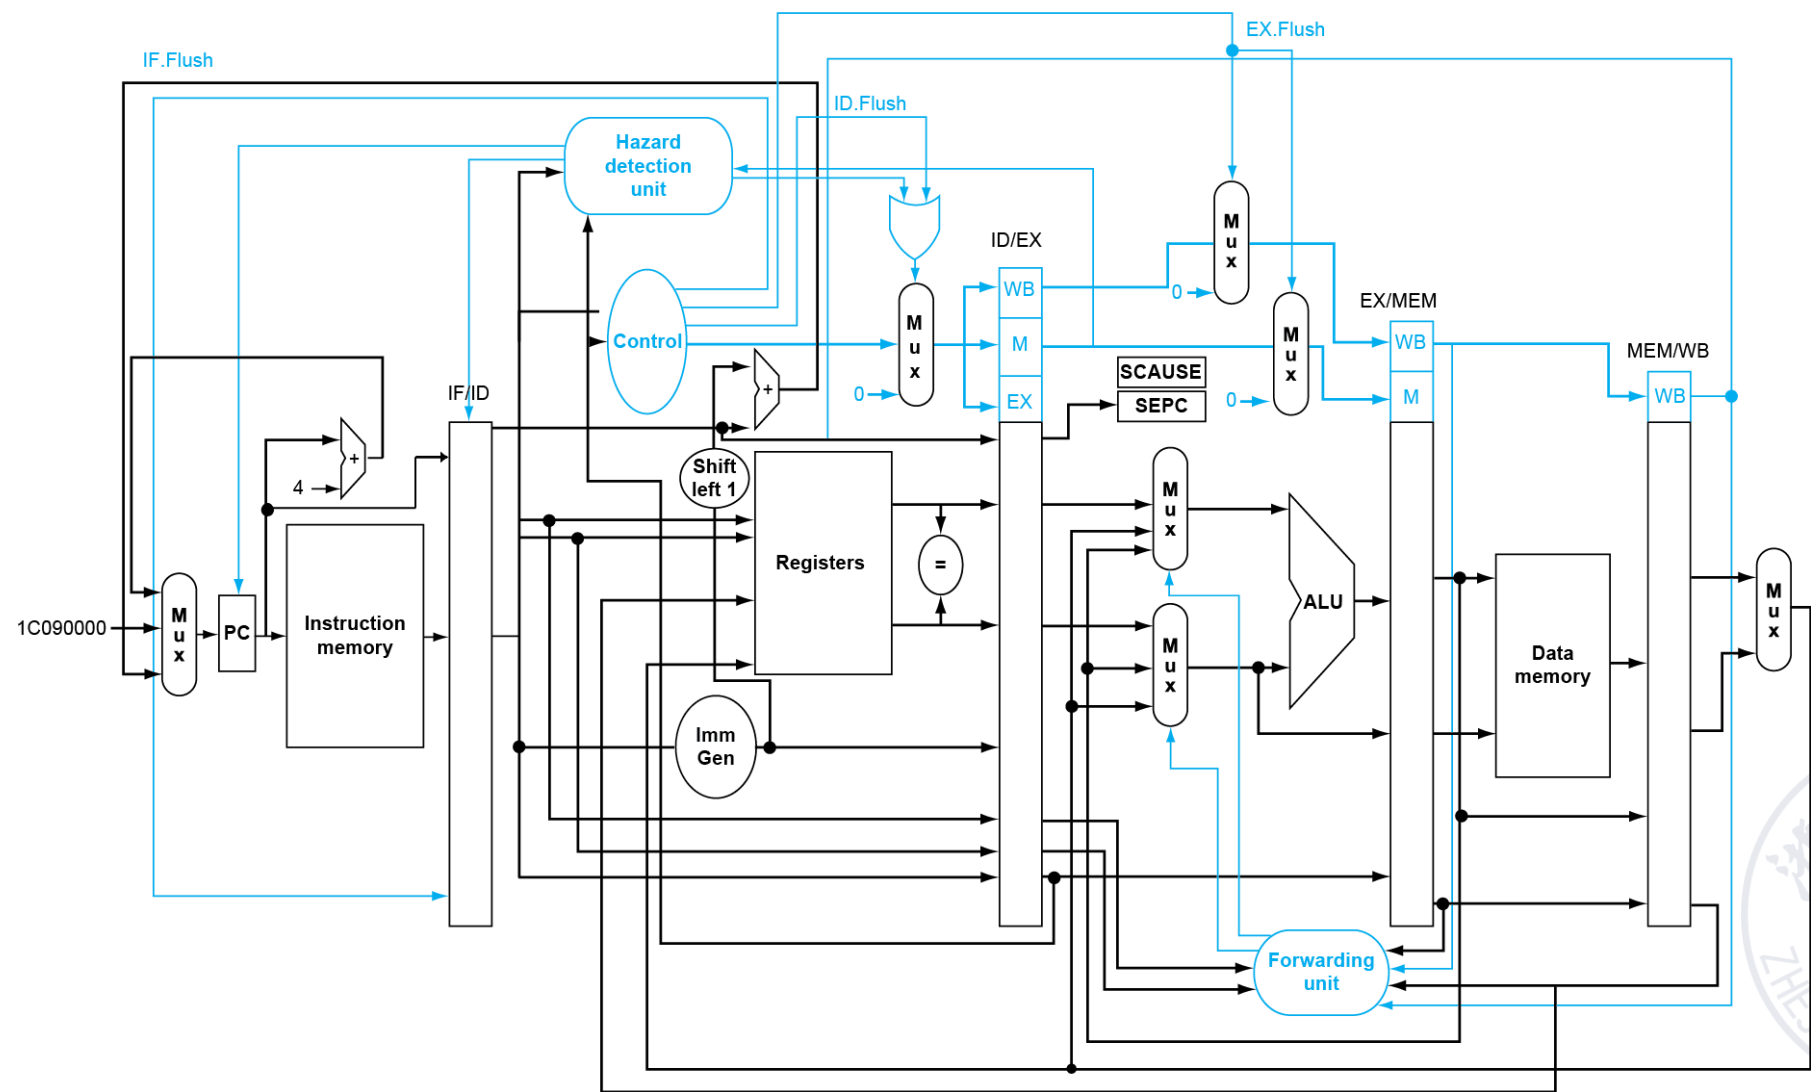 EX.Flush
IF.Flush
ID.Flush
Hazard
detection
unit
M
u
x
ID/EX
WB
0
M
u
x
EX/MEM
Control
M
u
x
M
SCAUSE
WB
MEM/WB
0
EX
SEPC
0
M
WB
IF/ID
+
+
4
Shift
left 1
M
u
x
Registers
=
1C090000
M
u
x
PC
Instruction
memory
ALU
M
u
x
Data
memory
M
u
x
Imm
Gen
Forwarding
unit